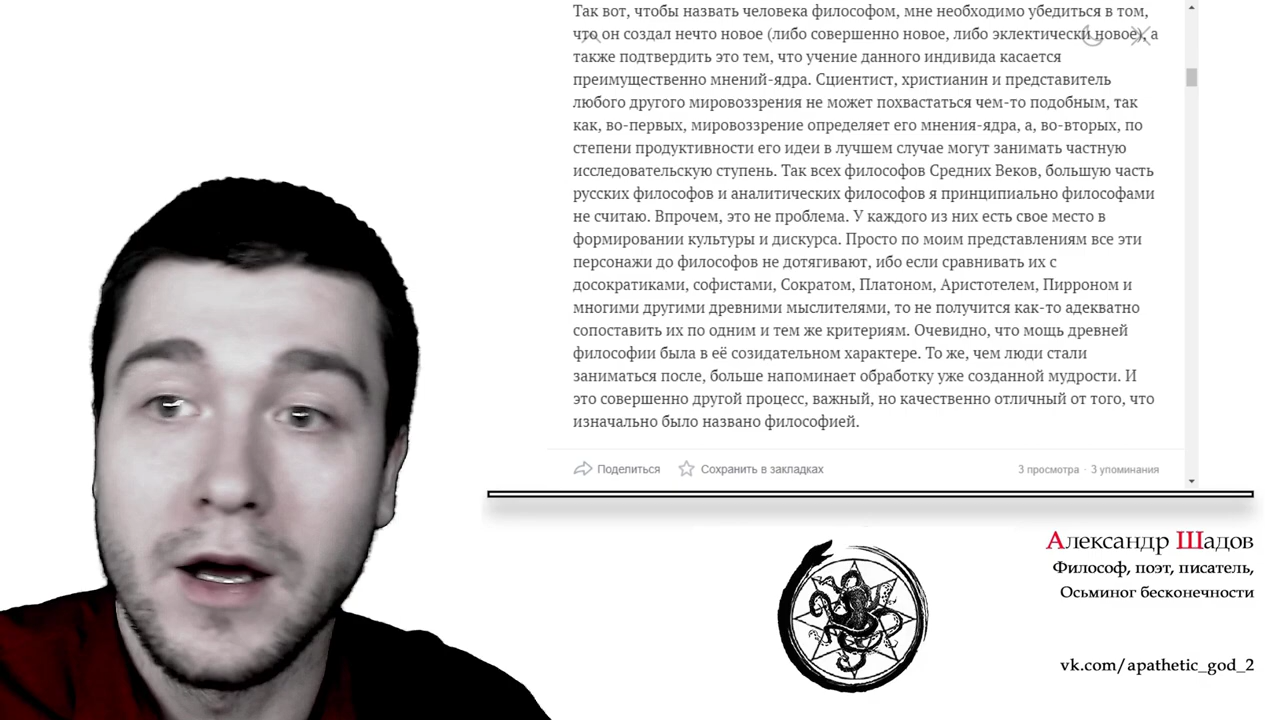 Так вот, чтобы назвать человека философом, мне необходимо убедиться в том,
что он создал нечто новое (либо совершенно новое, либо эклектически новое), а
также подтвердить это тем, что учение данного индивида касается
преимущественно мнений-ядра. Сциентист, христианин и представитель
любого другого мировоззрения не может похвастаться чем-то подобным, так
как, во-первых, мировоззрение определяет его мнения-ядра, а, во-вторых, по
степени продуктивности его идеи в лучшем случае могут занимать частную
исследовательскую ступень. Так всех философов Средних Веков, большую часть
русских философов и аналитических философов я принципиально философами
не считаю. Впрочем, это не проблема. У каждого из них есть свое место в
формировании культуры и дискурса. Просто по моим представлениям все эти
персонажи до философов не дотягивают, ибо если сравнивать их с
досократиками, софистами, Сократом, Платоном, Аристотелем, Пирроном и
многими другими древними мыслителями, то не получится как-то адекватно
сопоставить их по одним и тем же критериям. Очевидно, что мощь древней
философии была в её созидательном характере. То же, чем люди стали
заниматься после, больше напоминает обработку уже созданной мудрости. И
это совершенно другой процесс, важный, но качественно отличный от того, что
изначально было названо философией.
Поделиться Сохранить в закладках 3 просмотра · 3 упоминания
Александр Шадов
Философ, поэт, писатель,
Осьминог бесконечности
vk.com/apathetic_god_2